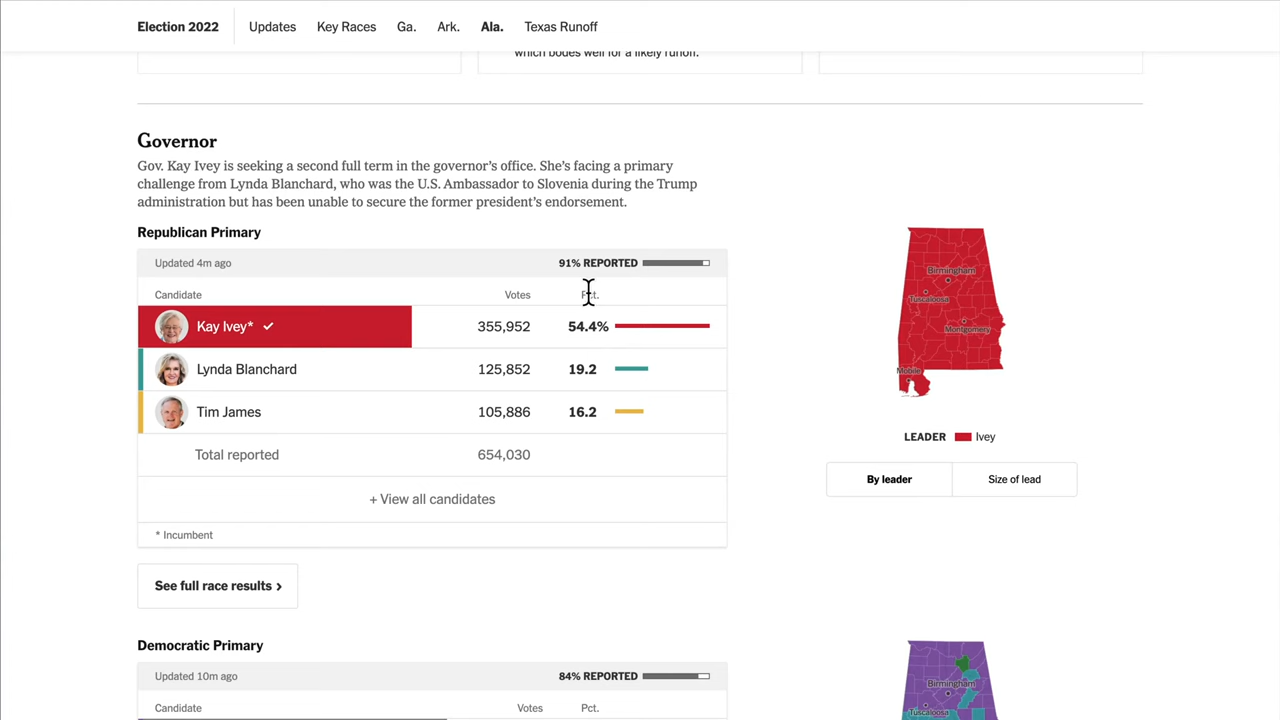 Election 2022 Updates Key Races Ga. Ark. Ala. Texas Runoff
which bodes well for a likely runoff.
Governor
Gov. Kay Ivey is seeking a second full term in the governor's office. She's facing a primary
challenge from Lynda Blanchard, who was the U.S. Ambassador to Slovenia during the Trump
administration but has been unable to secure the former president's endorsement.
Republican Primary
Updated 4m ago 91% REPORTED
Candidate Votes Pct.
Kay Ivey* ✓ 355,952 54.4%
Lynda Blanchard 125,852 19.2
Tim James 105,886 16.2
Total reported 654,030
+ View all candidates
* Incumbent
See full race results ›
Birmingham
Tuscaloosa
Montgomery
Mobile
LEADER Ivey
By leader Size of lead
Democratic Primary
Updated 10m ago 84% REPORTED
Candidate Votes Pct.
Birmingham
Tuscaloosa